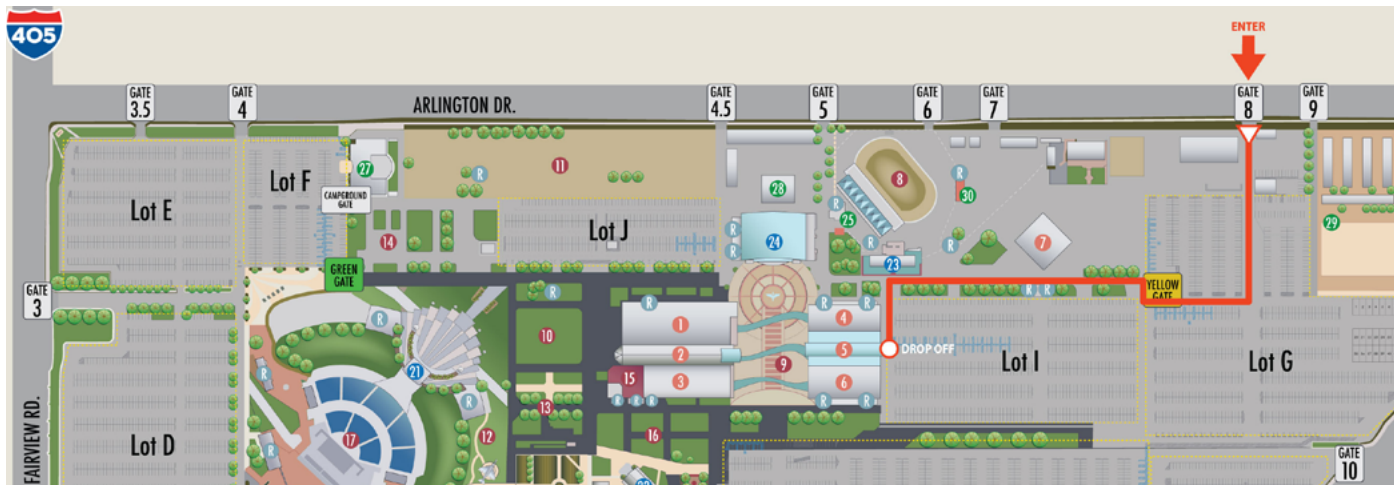 405
ENTER
GATE
3.5
GATE
4
ARLINGTON DR.
GATE
4.5
GATE
5
GATE
6
GATE
7
GATE
8
GATE
9
27
R
11
8
R
30
28
Lot F
CAMPGROUND
GATE
Lot E
R
25
29
14
Lot J
R
24
R
R
7
23
GREEN
GATE
YELLOW
GATE
GATE
3
R
R
R
R
R
R
10
1
4
R
2
5
DROP OFF
21
9
Lot I
Lot G
R
15
3
6
R
13
R
R
R
R
R
FAIRVIEW RD.
Lot D
17
12
16
R
GATE
10